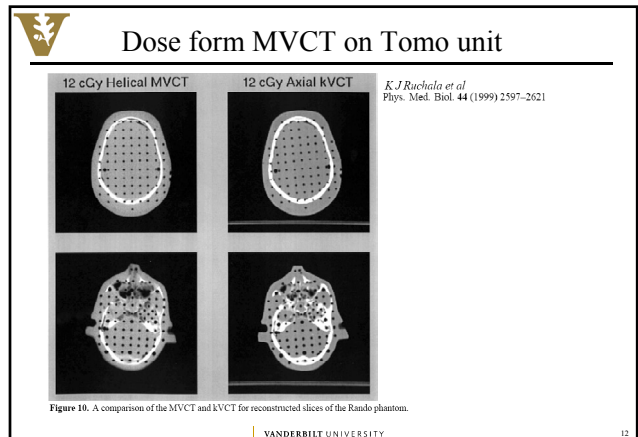 Dose form MVCT on Tomo unit
12 cGy Helical MVCT
12 cGy Axial kVCT
K J Ruchala et al
Phys. Med. Biol. 44 (1999) 2597–2621
Figure 10. A comparison of the MVCT and kVCT for reconstructed slices of the Rando phantom.
VANDERBILT UNIVERSITY
12